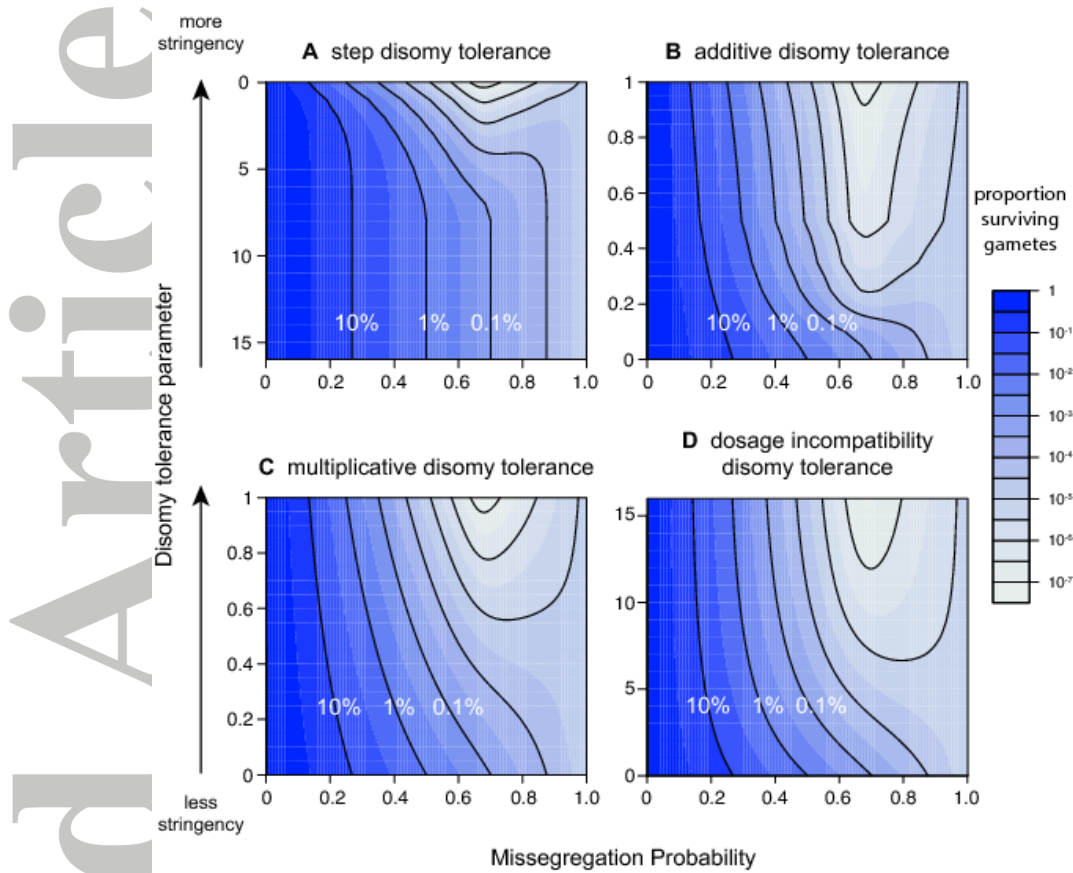 d Article
more
stringency
A step disomy tolerance
B additive disomy tolerance
0
5
10
15
10% 1% 0.1%
0 0.2 0.4 0.6 0.8 1.0
1
0.8
0.6
0.4
0.2
0
10% 1% 0.1%
0 0.2 0.4 0.6 0.8 1.0
proportion
surviving
gametes
1
10-1
10-2
10-3
10-4
10-5
10-6
10-7
Disomy tolerance parameter
C multiplicative disomy tolerance
D dosage incompatibility
disomy tolerance
1
0.8
0.6
0.4
0.2
0
10% 1% 0.1%
0 0.2 0.4 0.6 0.8 1.0
15
10
5
0
10% 1% 0.1%
0 0.2 0.4 0.6 0.8 1.0
less
stringency
Missegregation Probability